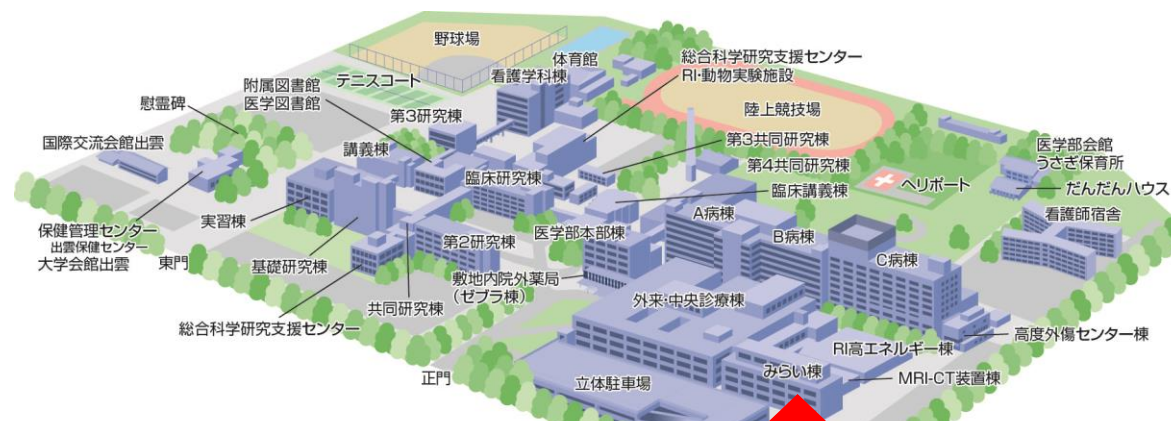 野球場
体育館
総合科学研究支援センター
RI・動物実験施設
附属図書館
医学図書館
テニスコート
看護学科棟
陸上競技場
慰霊碑
第3研究棟
国際交流会館出雲
講義棟
第3共同研究棟
医学部会館
うさぎ保育所
第4共同研究棟
臨床研究棟
ヘリポート
だんだんハウス
臨床講義棟
実習棟
A病棟
看護師宿舎
保健管理センター
出雲保健センター
大学会館出雲
医学部本部棟
B病棟
第2研究棟
東門
基礎研究棟
C病棟
敷地内院外薬局
(ゼブラ棟)
外来・中央診療棟
共同研究棟
総合科学研究支援センター
高度外傷センター棟
RI高エネルギー棟
みらい棟
正門
立体駐車場
MRI-CT装置棟